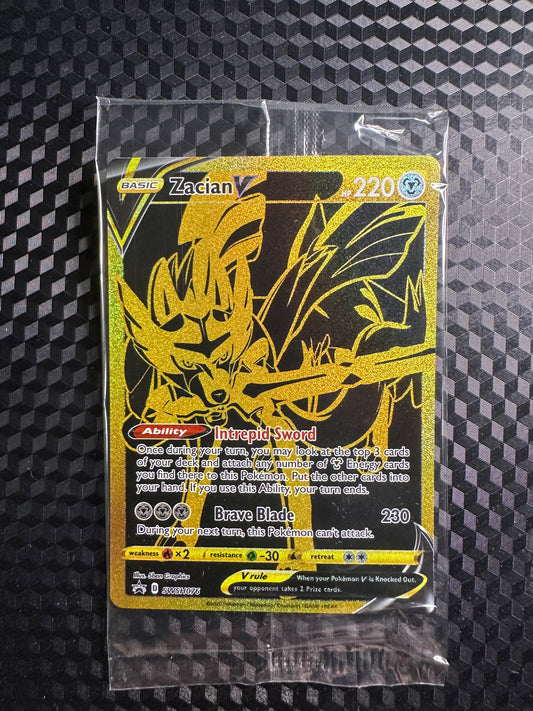 BASIC Zacian V HP 220
Ability Intrepid Sword
Once during your turn, you may look at the top 3 cards
of your deck and attach any number of Energy cards
you find there to this Pokémon. Put the other cards into
your hand. If you use this Ability, your turn ends.
Brave Blade 230
During your next turn, this Pokémon can't attack.
weakness ×2 resistance -30 retreat
Illus. 5ban Graphics
V rule When your Pokémon V is Knocked Out,
your opponent takes 2 Prize cards.
SWSH076